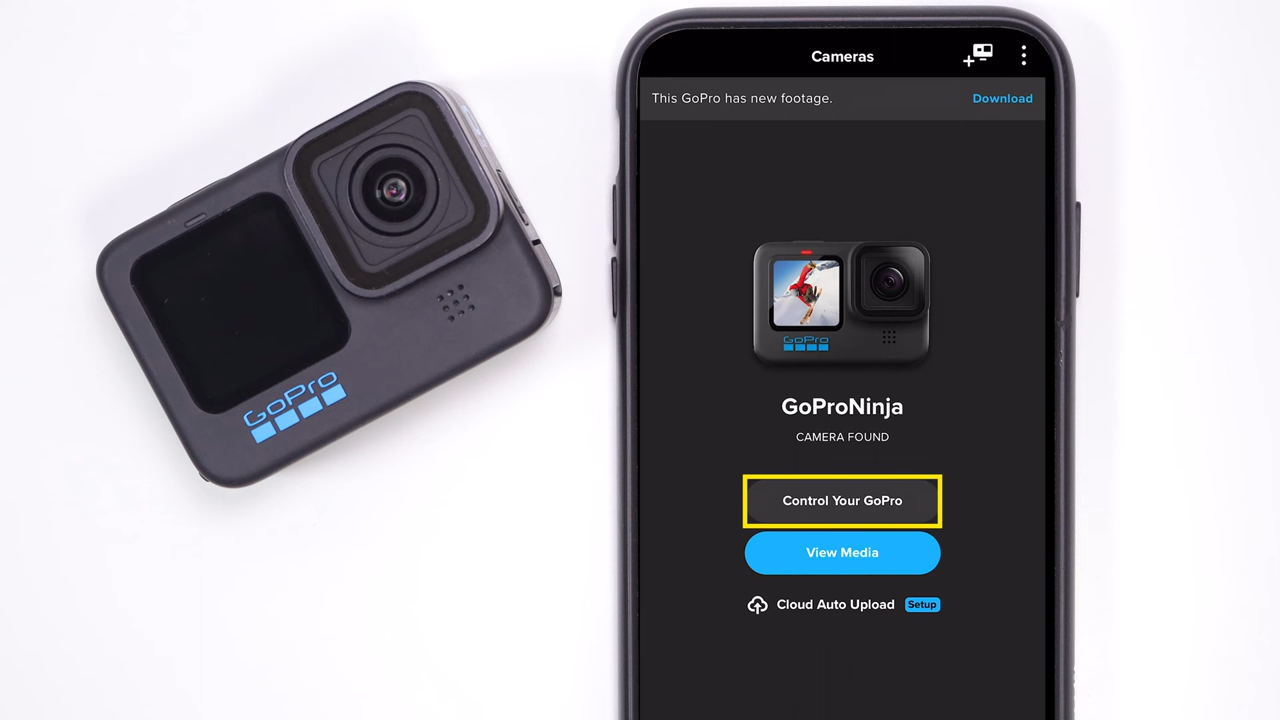 Cameras
This GoPro has new footage.
Download
GoPro
GoPro
GoProNinja
CAMERA FOUND
Control Your GoPro
View Media
Cloud Auto Upload
Setup